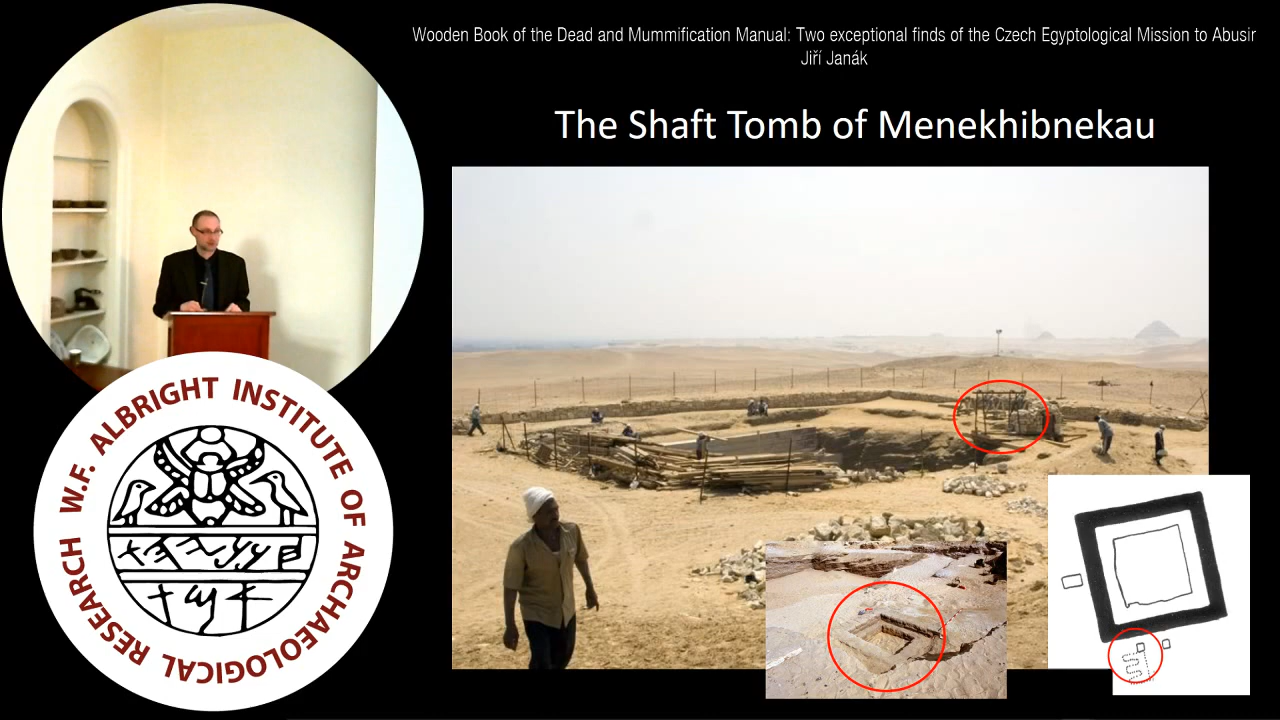 Wooden Book of the Dead and Mummification Manual: Two exceptional finds of the Czech Egyptological Mission to Abusir
Jiří Janák
The Shaft Tomb of Menekhibnekau
W.F. ALBRIGHT INSTITUTE OF ARCHAEOLOGICAL RESEARCH